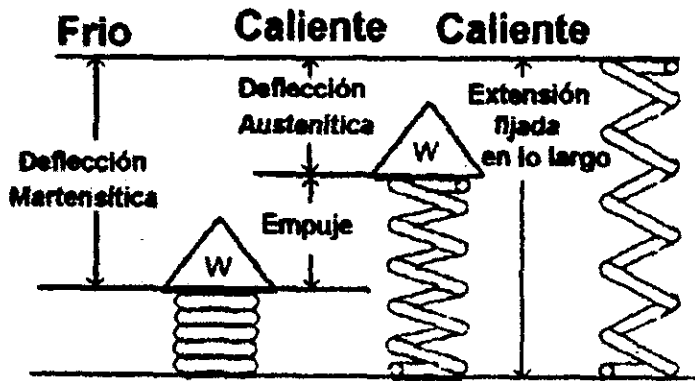 Frio
Caliente
Caliente
Deflección
Austenítica
Extensión
fijada
en lo largo
W
Deflección
Martensítica
Empuje
W